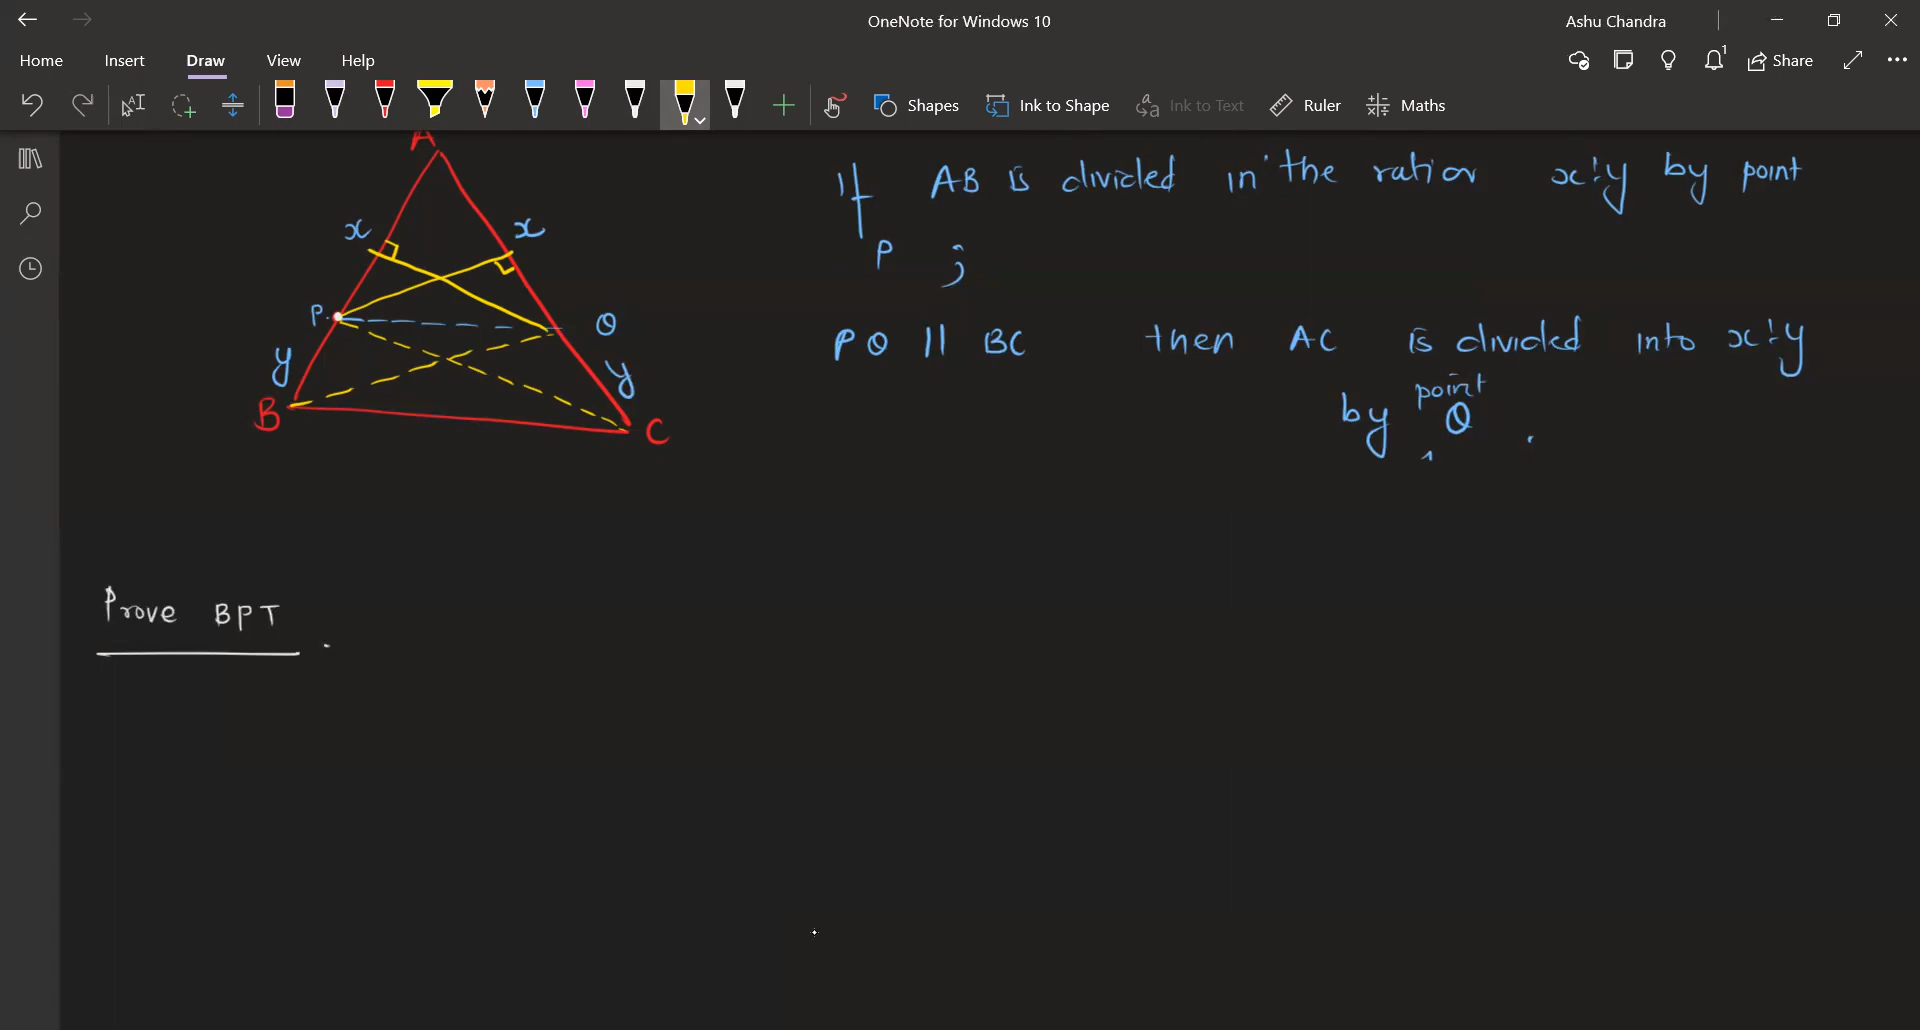 OneNote for Windows 10
Ashu Chandra
Home Insert Draw View Help
1
Share
Shapes Ink to Shape Ink to Text Ruler Maths
A
If AB is divided in the ration x:y by point
P ;
x x
P Q
y y
B C
PQ || BC then AC is divided into x:y
point
by Q .
Prove BPT .